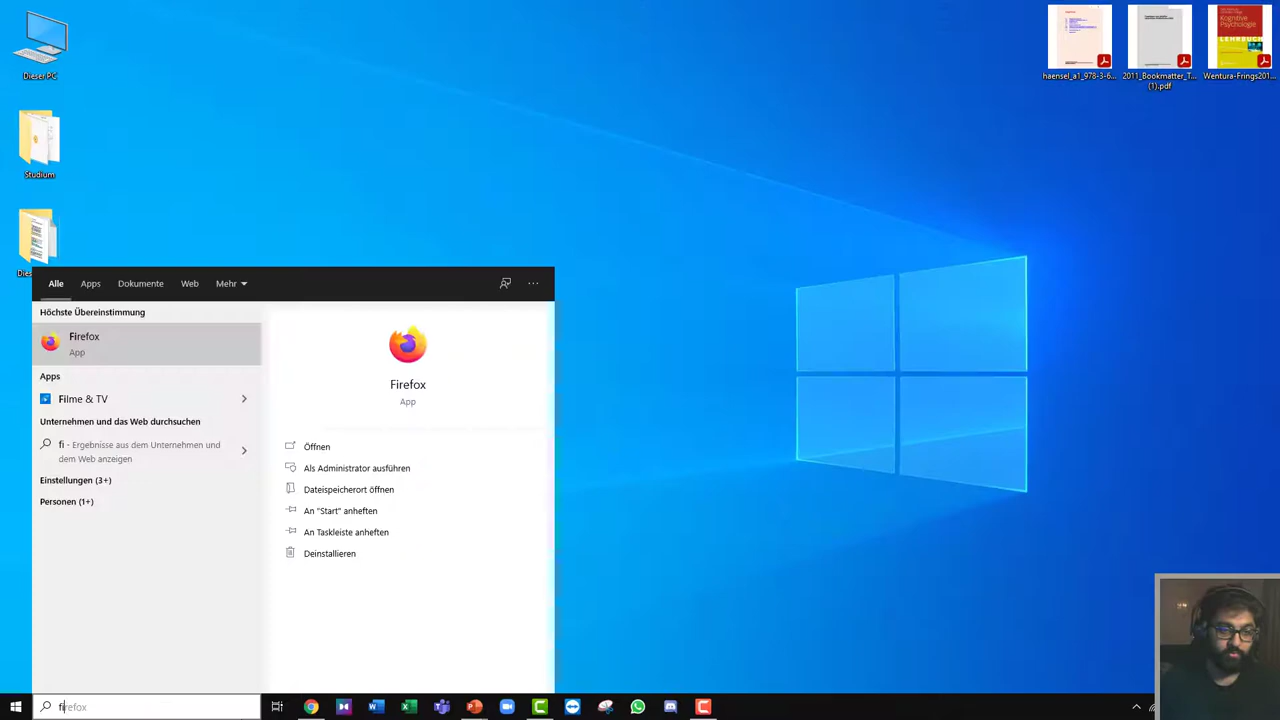 Dieser PC
Studium
haensel_a1_978-3-6...
2011_Bookmatter_T...
(1).pdf
Wentura-Frings201...
Kognitive
Psychologie
LEHRBUCH
Alle
Apps
Dokumente
Web
Mehr
Höchste Übereinstimmung
Firefox
App
Apps
Filme & TV
Unternehmen und das Web durchsuchen
fi - Ergebnisse aus dem Unternehmen und
dem Web anzeigen
Einstellungen (3+)
Personen (1+)
Firefox
App
Öffnen
Als Administrator ausführen
Dateispeicherort öffnen
An "Start" anheften
An Taskleiste anheften
Deinstallieren
firefox